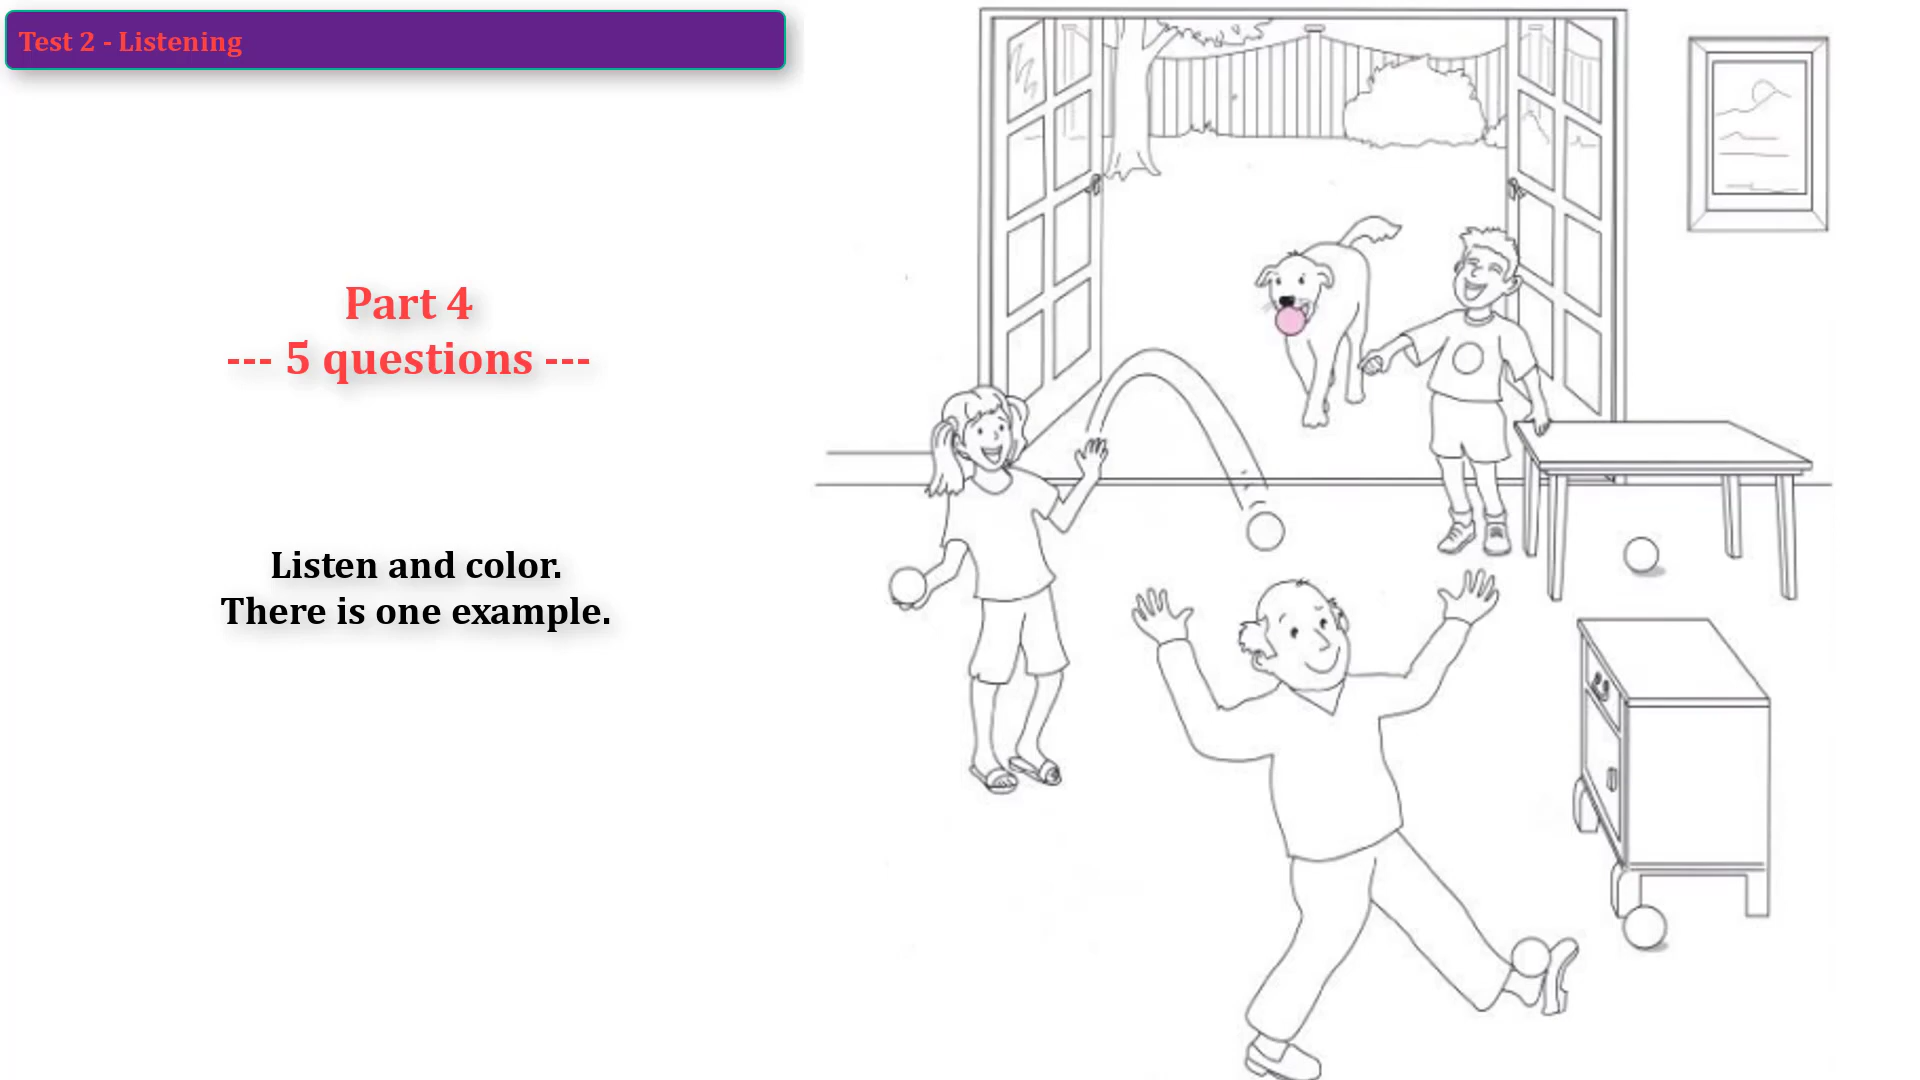 Test 2 - Listening
Part 4
--- 5 questions ---
Listen and color.
There is one example.